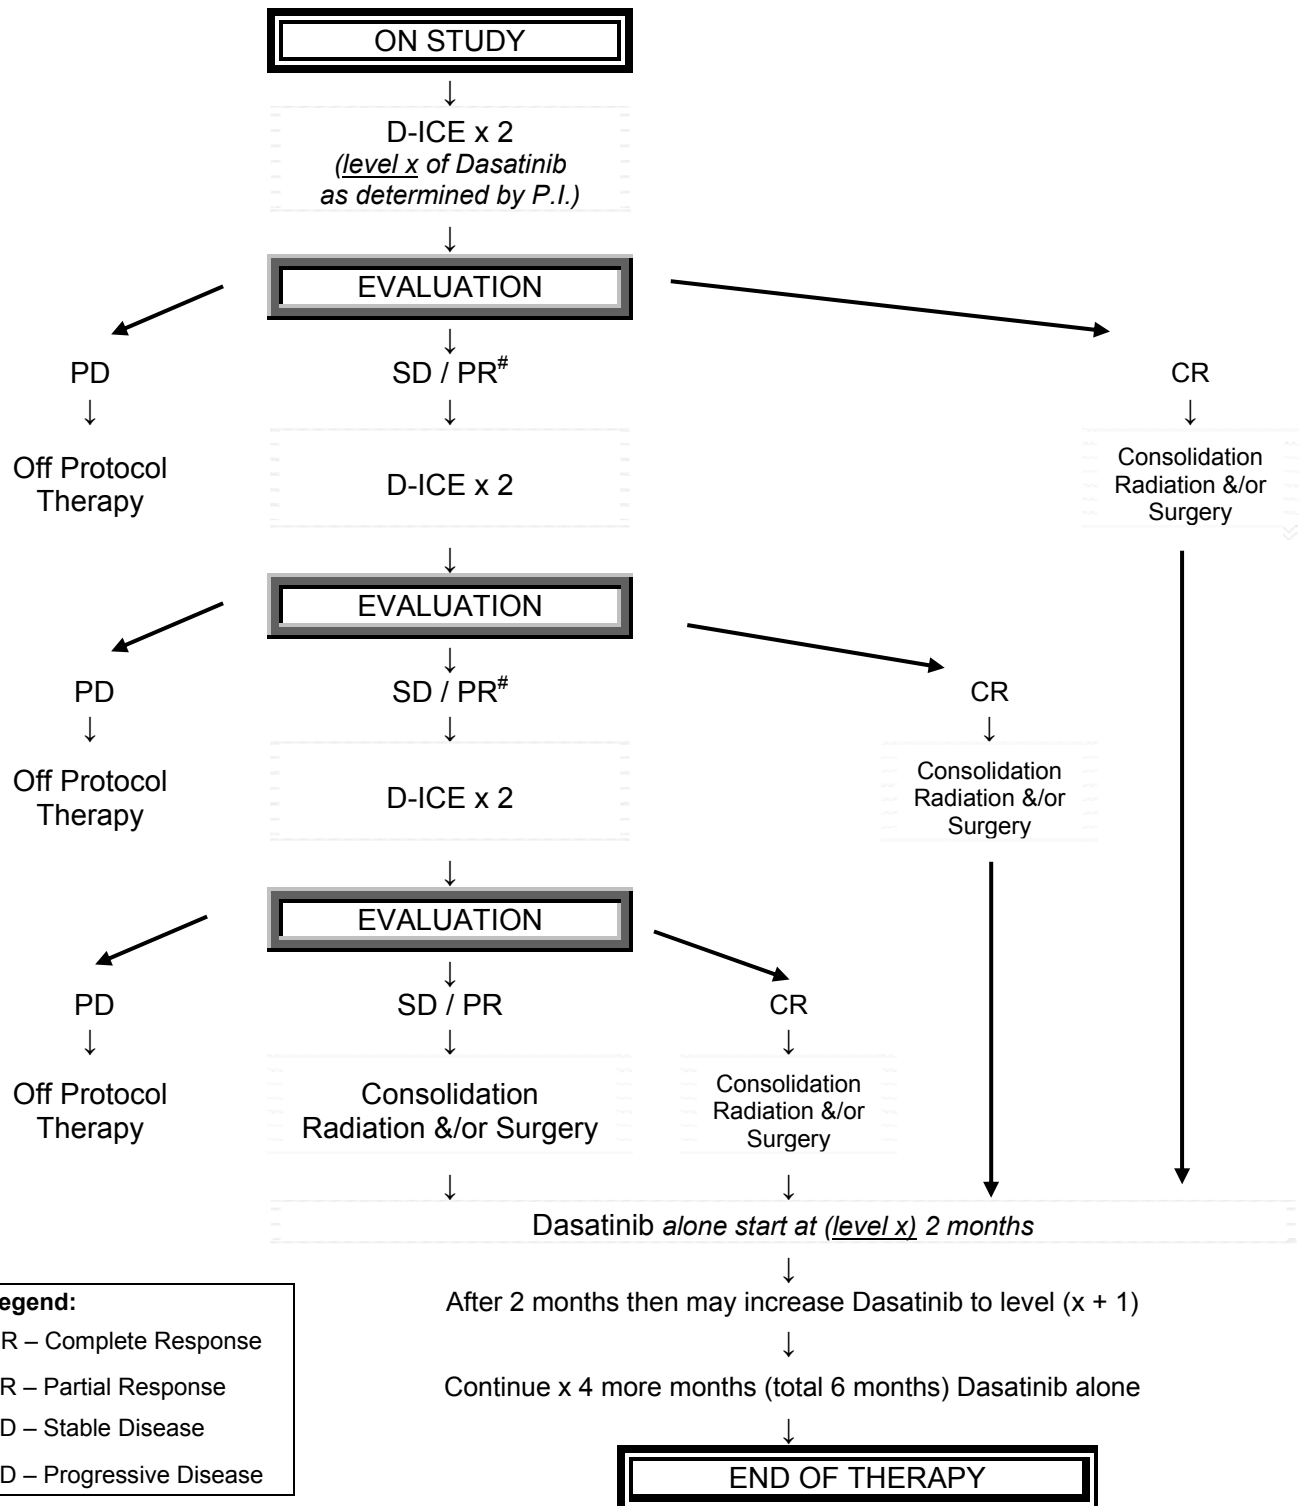 ON STUDY
↓
D-ICE x 2
(level x of Dasatinib
as determined by P.I.)
↓
EVALUATION
↓
PD
SD / PR#
CR
↓
↓
↓
Off Protocol
Therapy
D-ICE x 2
Consolidation
Radiation &/or
Surgery
↓
EVALUATION
↓
PD
SD / PR#
CR
↓
↓
↓
Off Protocol
Therapy
D-ICE x 2
Consolidation
Radiation &/or
Surgery
↓
EVALUATION
↓
PD
SD / PR
CR
↓
↓
↓
Off Protocol
Therapy
Consolidation
Radiation &/or Surgery
Consolidation
Radiation &/or
Surgery
↓
↓
Dasatinib alone start at (level x) 2 months
↓
After 2 months then may increase Dasatinib to level (x + 1)
↓
Continue x 4 more months (total 6 months) Dasatinib alone
↓
END OF THERAPY
egend:
R – Complete Response
R – Partial Response
D – Stable Disease
D – Progressive Disease